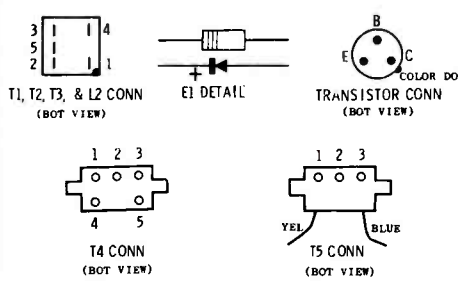 3 4
5
2 1
T1, T2, T3, & L2 CONN
(BOT VIEW)
+
E1 DETAIL
B
E C
COLOR DO
TRANSISTOR CONN
(BOT VIEW)
1 2 3
4 5
T4 CONN
(BOT VIEW)
1 2 3
YEL BLUE
T5 CONN
(BOT VIEW)